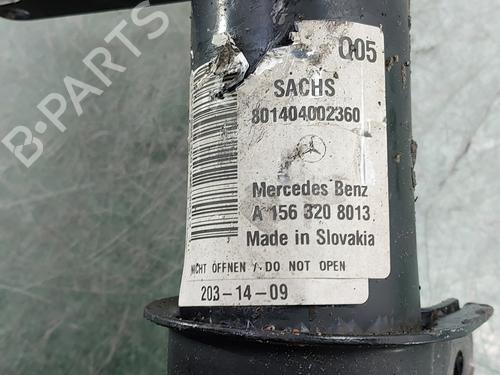 Q05
SACHS
801404002360
Mercedes Benz
A 156 320 8013
Made in Slovakia
NICHT ÖFFNEN / DO NOT OPEN
203-14-09
B-PARTS